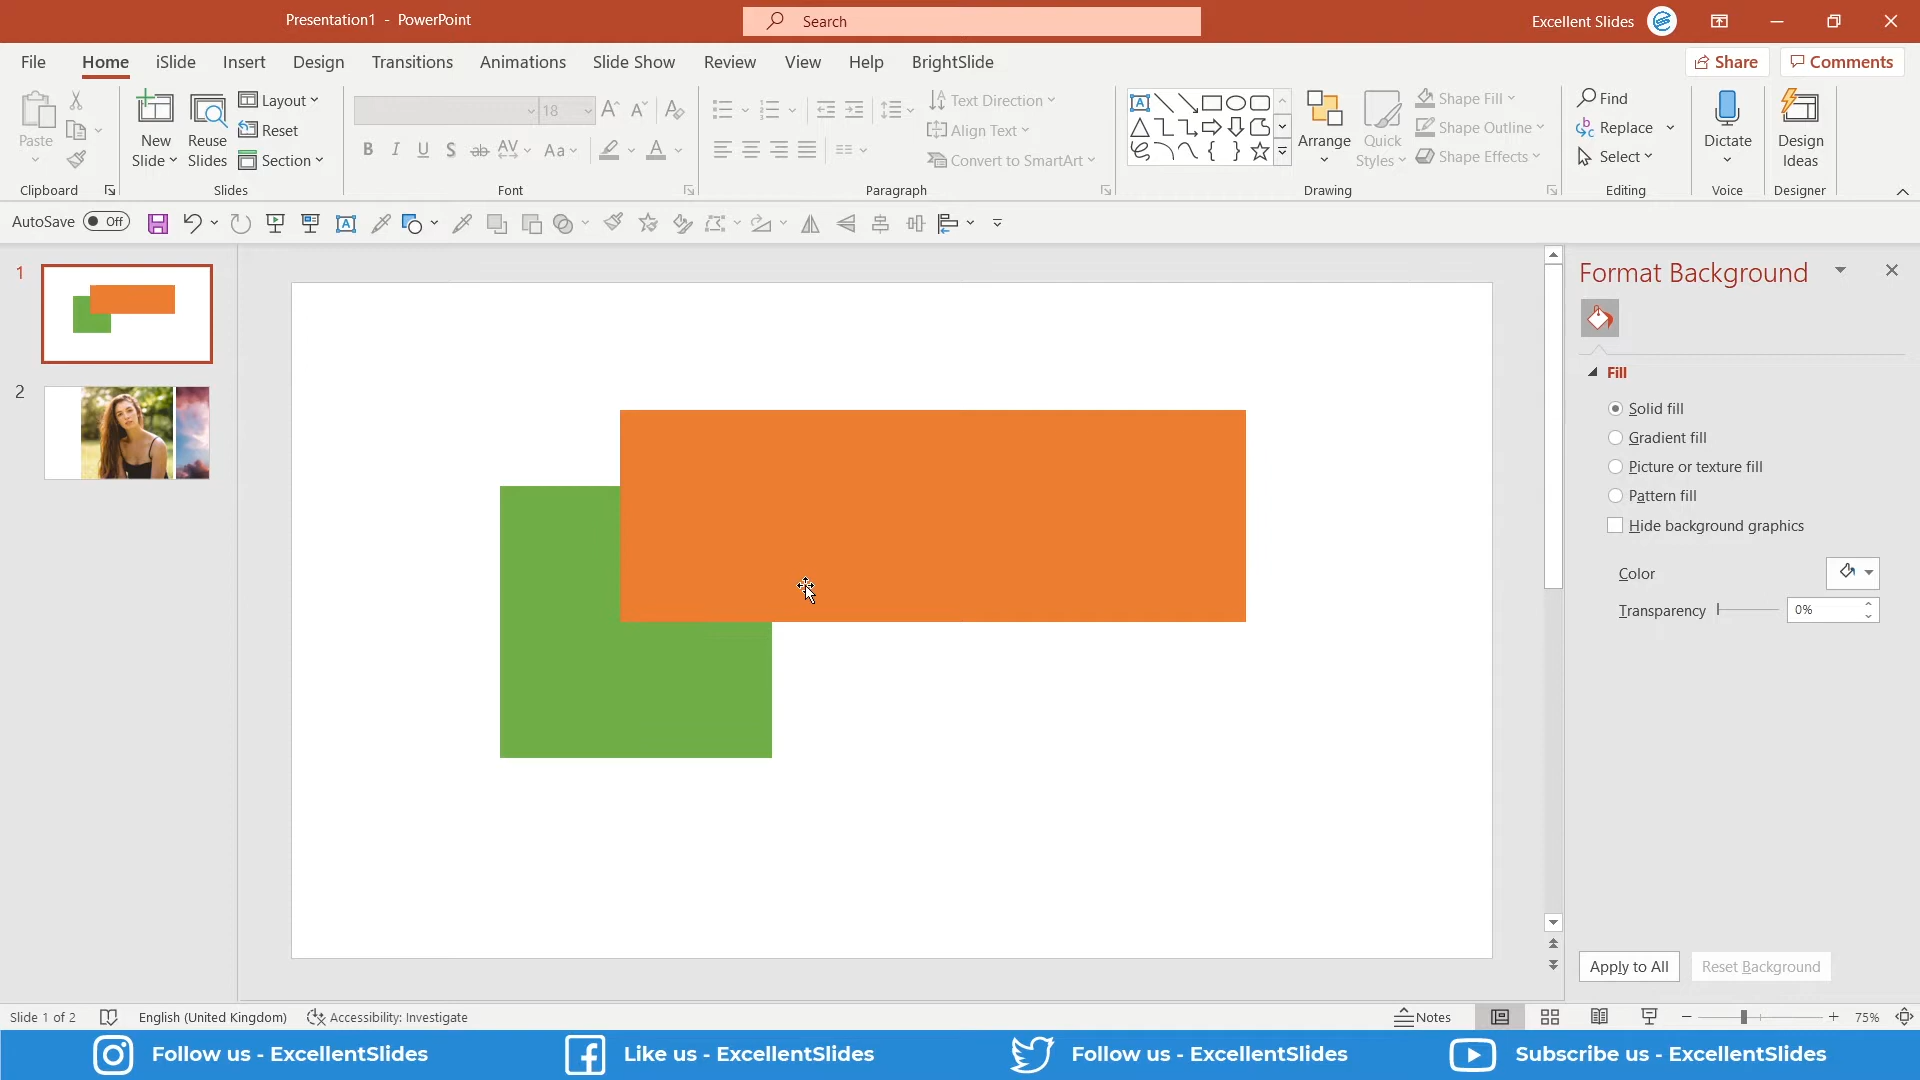 Presentation1 - PowerPoint
Search
Excellent Slides
File
Home
iSlide
Insert
Design
Transitions
Animations
Slide Show
Review
View
Help
BrightSlide
Share
Comments
Paste
Clipboard
New
Slide
Reuse
Slides
Layout
Reset
Section
Slides
18
B I U S ab AV Aa A
Font
Text Direction
Align Text
Convert to SmartArt
Paragraph
Arrange
Quick
Styles
Shape Fill
Shape Outline
Shape Effects
Drawing
Find
Replace
Select
Editing
Dictate
Voice
Design
Ideas
Designer
AutoSave Off
1
2
Format Background
Fill
Solid fill
Gradient fill
Picture or texture fill
Pattern fill
Hide background graphics
Color
Transparency 0%
Apply to All
Reset Background
Slide 1 of 2
English (United Kingdom)
Accessibility: Investigate
Notes
75%
Follow us - ExcellentSlides
Like us - ExcellentSlides
Follow us - ExcellentSlides
Subscribe us - ExcellentSlides